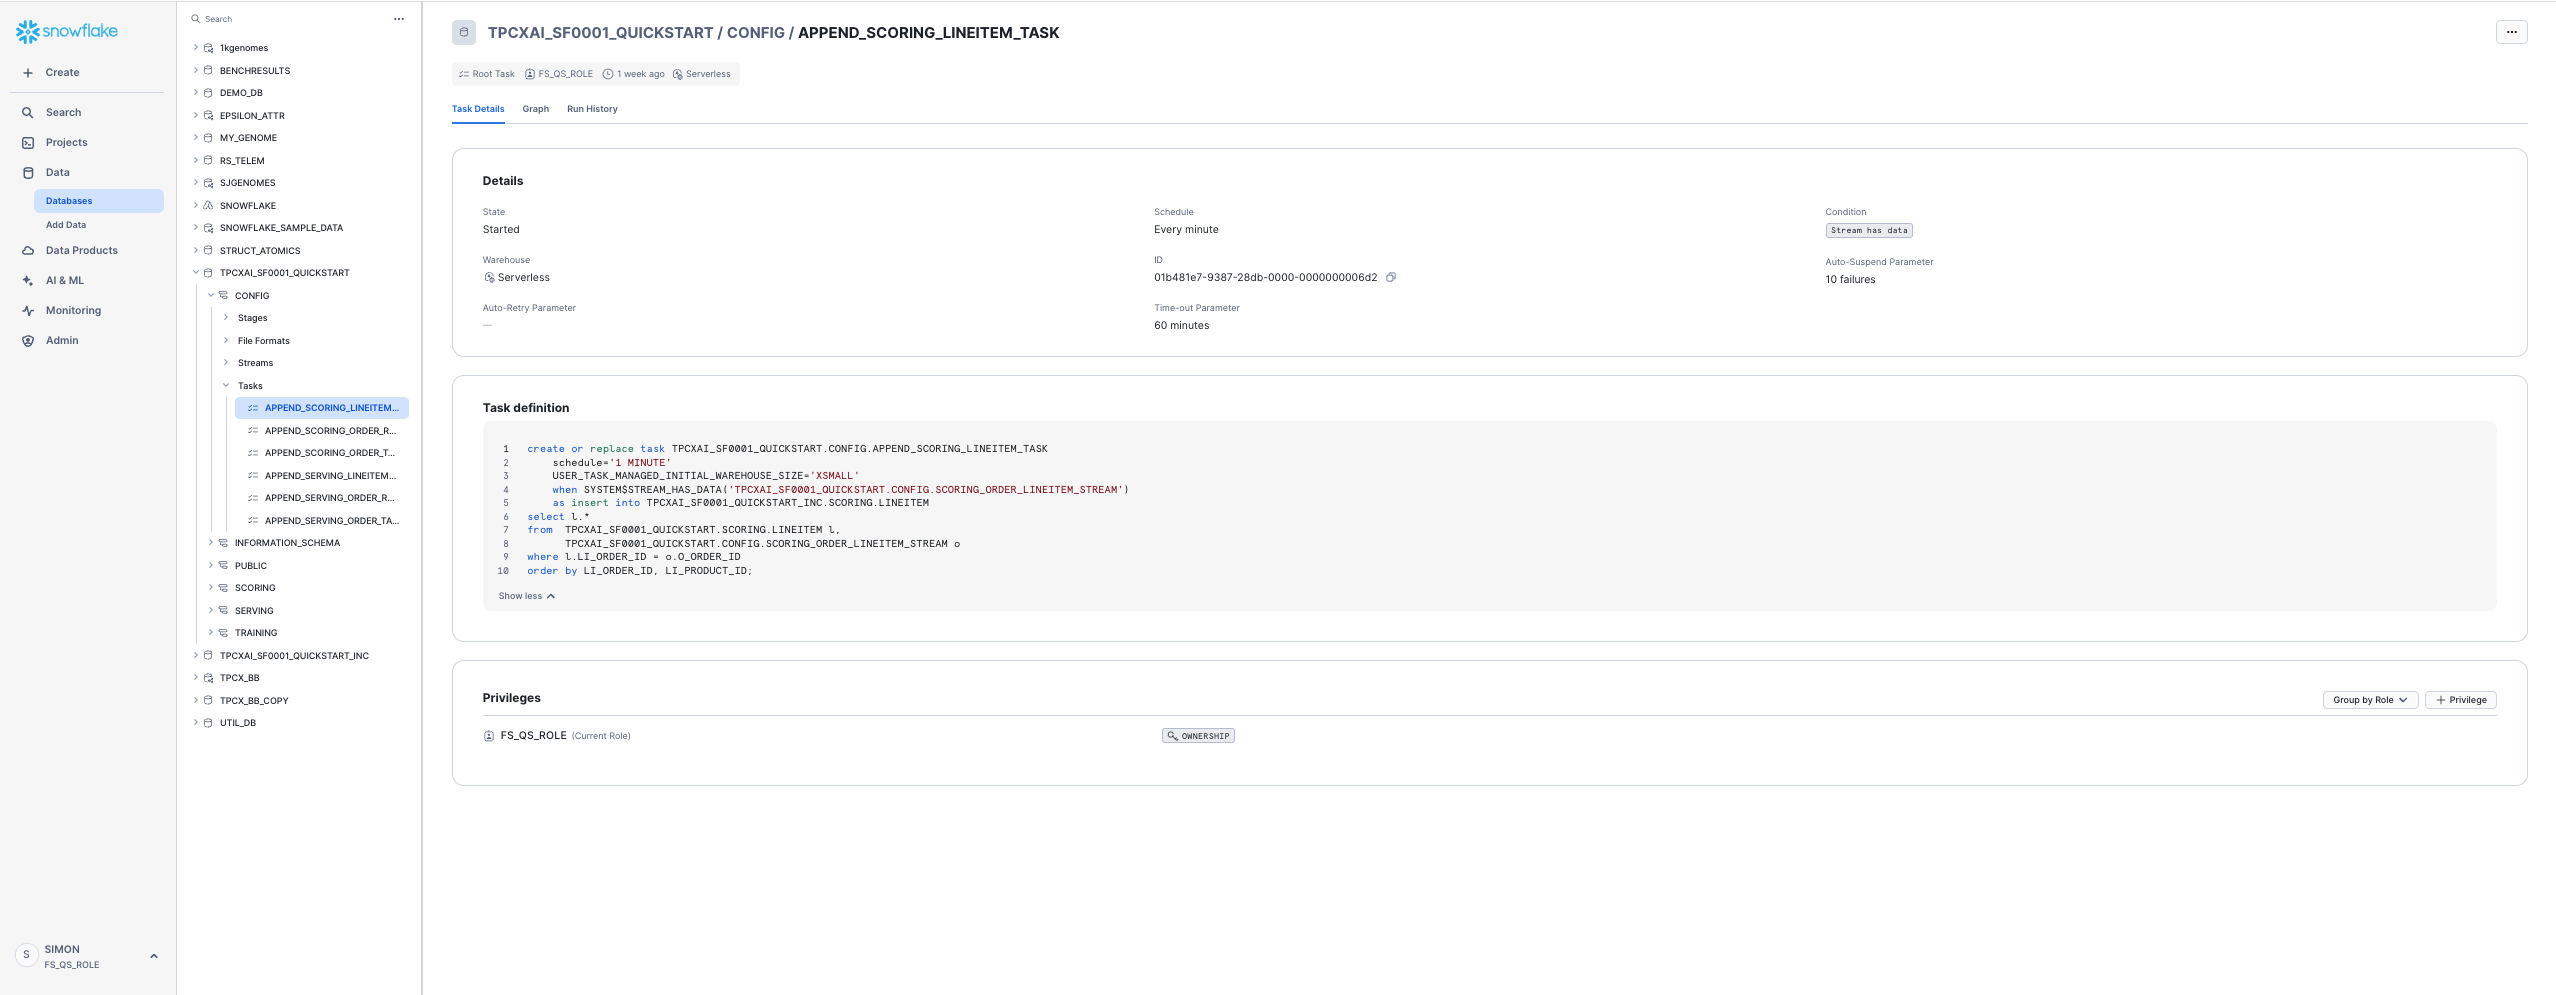 snowflake
Create
Search
Projects
Data
Databases
Add Data
Data Products
AI & ML
Monitoring
Admin
S
SIMON
FS_QS_ROLE
Search
1kgenomes
BENCHRESULTS
DEMO_DB
EPSILON_ATTR
MY_GENOME
RS_TELEM
SJGENOMES
SNOWFLAKE
SNOWFLAKE_SAMPLE_DATA
STRUCT_ATOMICS
TPCXAI_SF0001_QUICKSTART
CONFIG
Stages
File Formats
Streams
Tasks
APPEND_SCORING_LINEITEM...
APPEND_SCORING_ORDER_R...
APPEND_SCORING_ORDER_T...
APPEND_SERVING_LINEITEM...
APPEND_SERVING_ORDER_R...
APPEND_SERVING_ORDER_TA...
INFORMATION_SCHEMA
PUBLIC
SCORING
SERVING
TRAINING
TPCXAI_SF0001_QUICKSTART_INC
TPCX_BB
TPCX_BB_COPY
UTIL_DB
TPCXAI_SF0001_QUICKSTART / CONFIG / APPEND_SCORING_LINEITEM_TASK
Root Task FS_QS_ROLE 1 week ago Serverless
Task Details Graph Run History
Details
State
Started
Schedule
Every minute
Condition
Stream has data
Warehouse
Serverless
ID
01b481e7-9387-28db-0000-0000000006d2
Auto-Suspend Parameter
10 failures
Auto-Retry Parameter
—
Time-out Parameter
60 minutes
Task definition
1 create or replace task TPCXAI_SF0001_QUICKSTART.CONFIG.APPEND_SCORING_LINEITEM_TASK
2 schedule='1 MINUTE'
3 USER_TASK_MANAGED_INITIAL_WAREHOUSE_SIZE='XSMALL'
4 when SYSTEM$STREAM_HAS_DATA('TPCXAI_SF0001_QUICKSTART.CONFIG.SCORING_ORDER_LINEITEM_STREAM')
5 as insert into TPCXAI_SF0001_QUICKSTART_INC.SCORING.LINEITEM
6 select l.*
7 from TPCXAI_SF0001_QUICKSTART.SCORING.LINEITEM l,
8 TPCXAI_SF0001_QUICKSTART.CONFIG.SCORING_ORDER_LINEITEM_STREAM o
9 where l.LI_ORDER_ID = o.O_ORDER_ID
10 order by LI_ORDER_ID, LI_PRODUCT_ID;
Show less
Privileges
Group by Role
Privilege
FS_QS_ROLE (Current Role)
OWNERSHIP